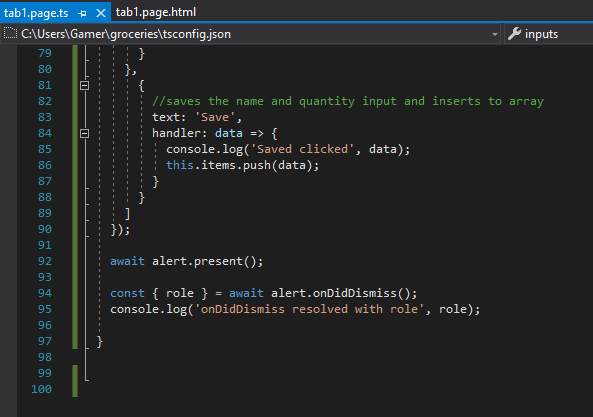 tab1.page.ts tab1.page.html
C:\Users\Gamer\groceries\tsconfig.json inputs
79 }
80 },
81 {
82 //saves the name and quantity input and inserts to array
83 text: 'Save',
84 handler: data => {
85 console.log('Saved clicked', data);
86 this.items.push(data);
87 }
88 }
89 ]
90 });
91
92 await alert.present();
93
94 const { role } = await alert.onDidDismiss();
95 console.log('onDidDismiss resolved with role', role);
96
97 }
98
99
100